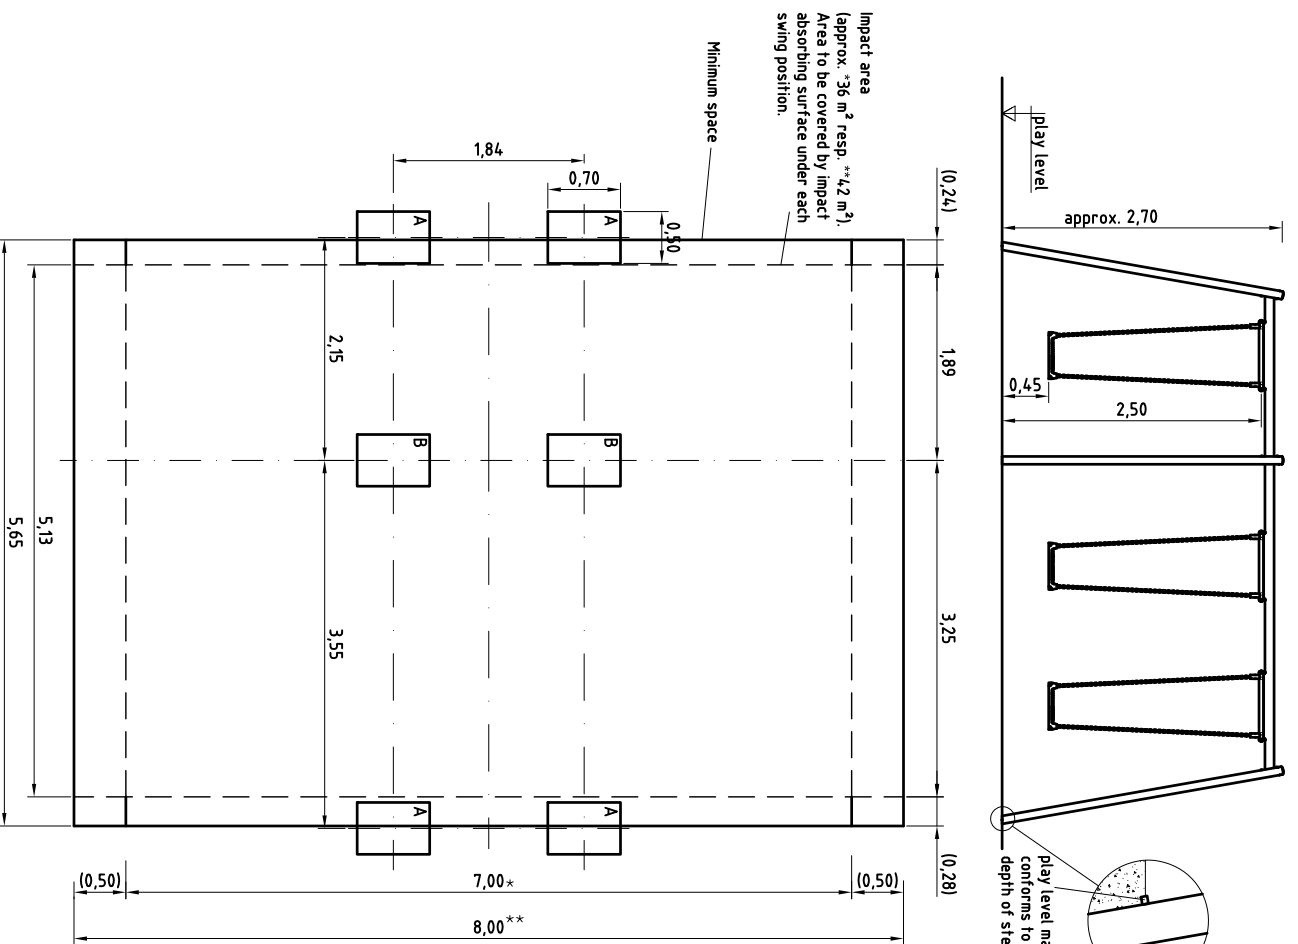 Impact area
(approx. *36 m² resp. **42 m²).
Area to be covered by impact
absorbing surface under each
swing position.
Minimum space
play level
approx. 2,70
0,45
2,50
play level ma
conforms to
depth of ste
(0,24)
1,89
3,25
(0,28)
1,84
0,70
0,50
A
A
B
B
A
A
2,15
3,55
5,13
5,65
(0,50)
7,00*
(0,50)
8,00**